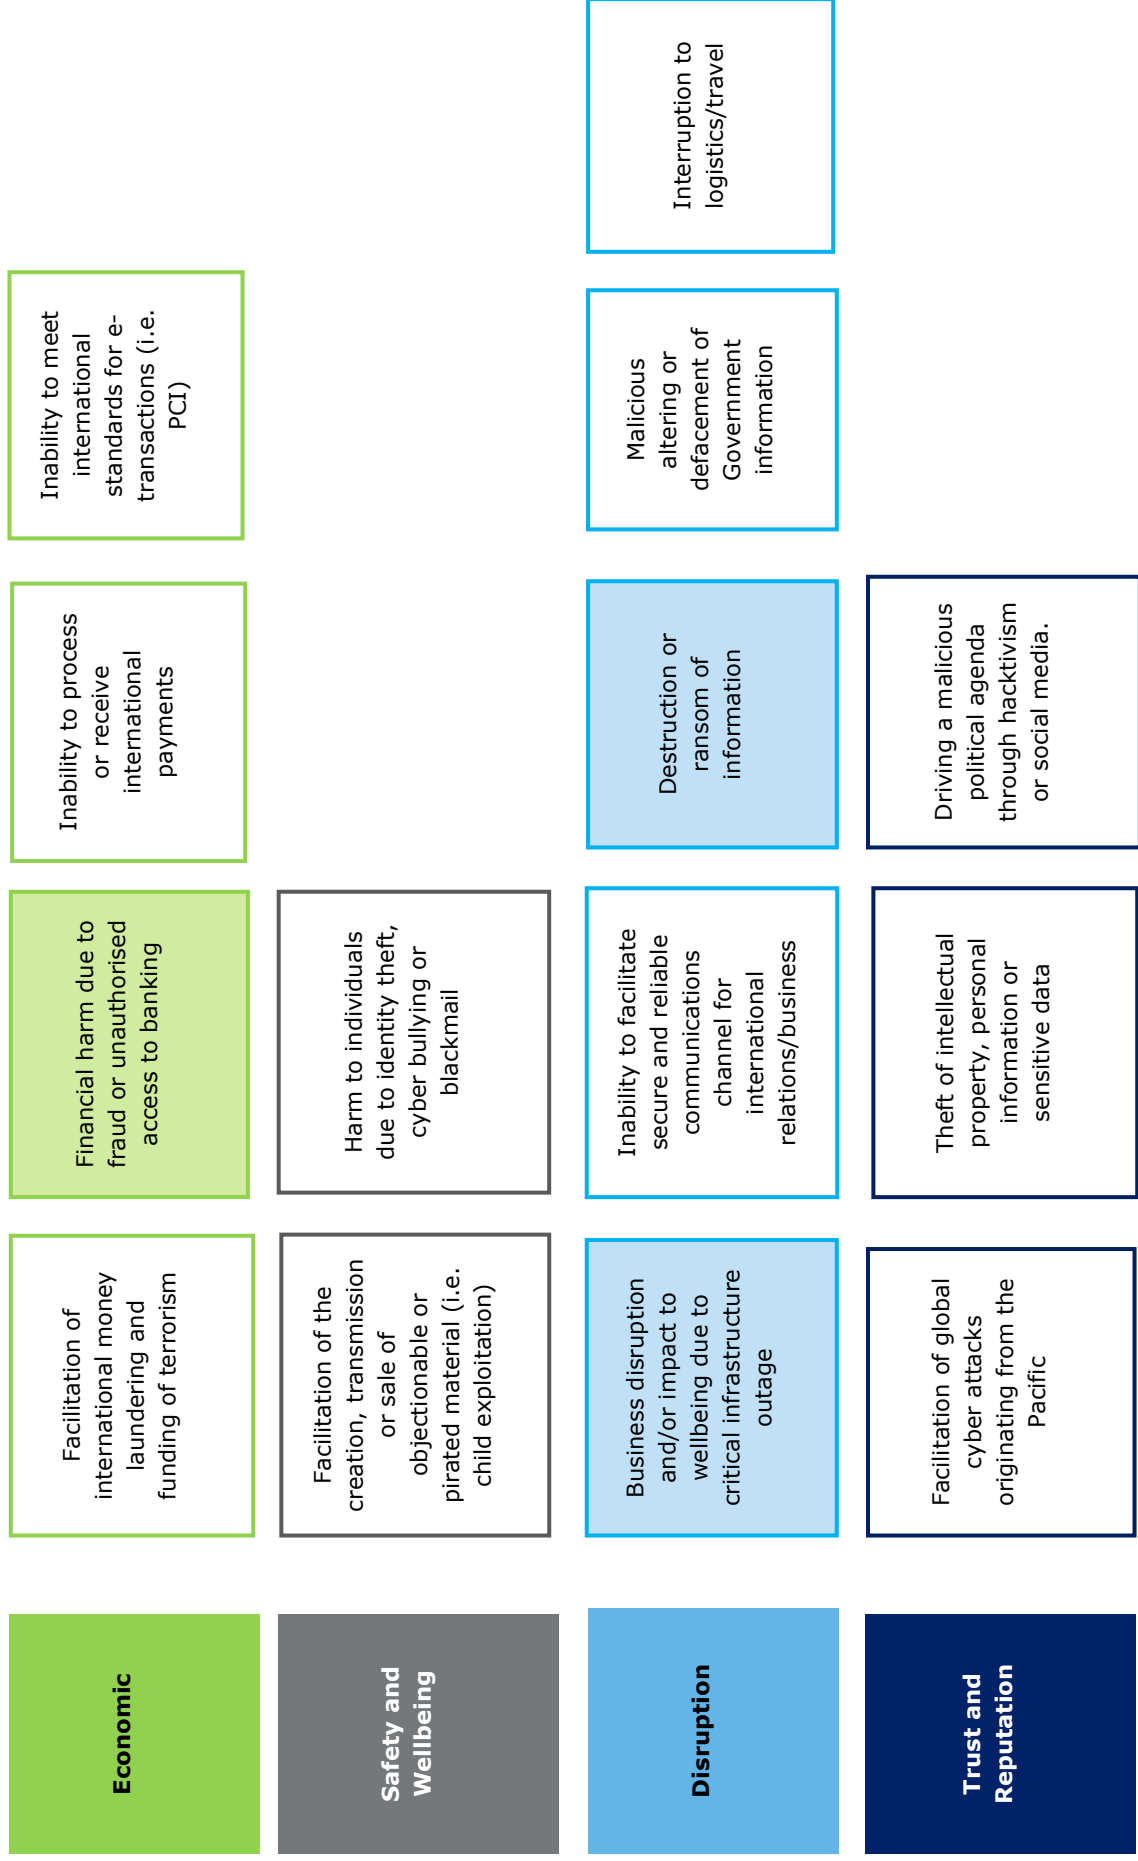 Economic
Facilitation of
international money
laundering and
funding of terrorism
Financial harm due to
fraud or unauthorised
access to banking
Inability to process
or receive
international
payments
Inability to meet
international
standards for e-
transactions (i.e.
PCI)
Safety and
Wellbeing
Facilitation of the
creation, transmission
or sale of
objectionable or
pirated material (i.e.
child exploitation)
Harm to individuals
due to identity theft,
cyber bullying or
blackmail
Disruption
Business disruption
and/or impact to
wellbeing due to
critical infrastructure
outage
Inability to facilitate
secure and reliable
communications
channel for
international
relations/business
Destruction or
ransom of
information
Malicious
altering or
defacement of
Government
information
Interruption to
logistics/travel
Trust and
Reputation
Facilitation of global
cyber attacks
originating from the
Pacific
Theft of intellectual
property, personal
information or
sensitive data
Driving a malicious
political agenda
through hacktivism
or social media.